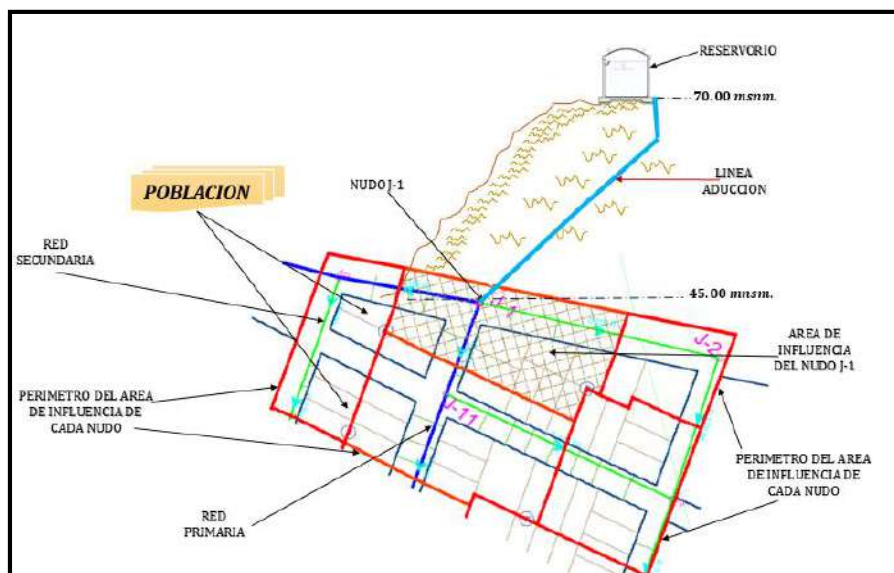 RESERVORIO
70.00 msnm.
LINEA
ADUCCION
NUDO J-1
POBLACION
RED
SECUNDARIA
45.00 mnsm.
J-1
J-2
AREA DE
INFLUENCIA
DEL NUDO J-1
PERIMETRO DEL AREA
DE INFLUENCIA DE
CADA NUDO
J-11
PERIMETRO DEL AREA
DE INFLUENCIA DE
CADA NUDO
RED
PRIMARIA